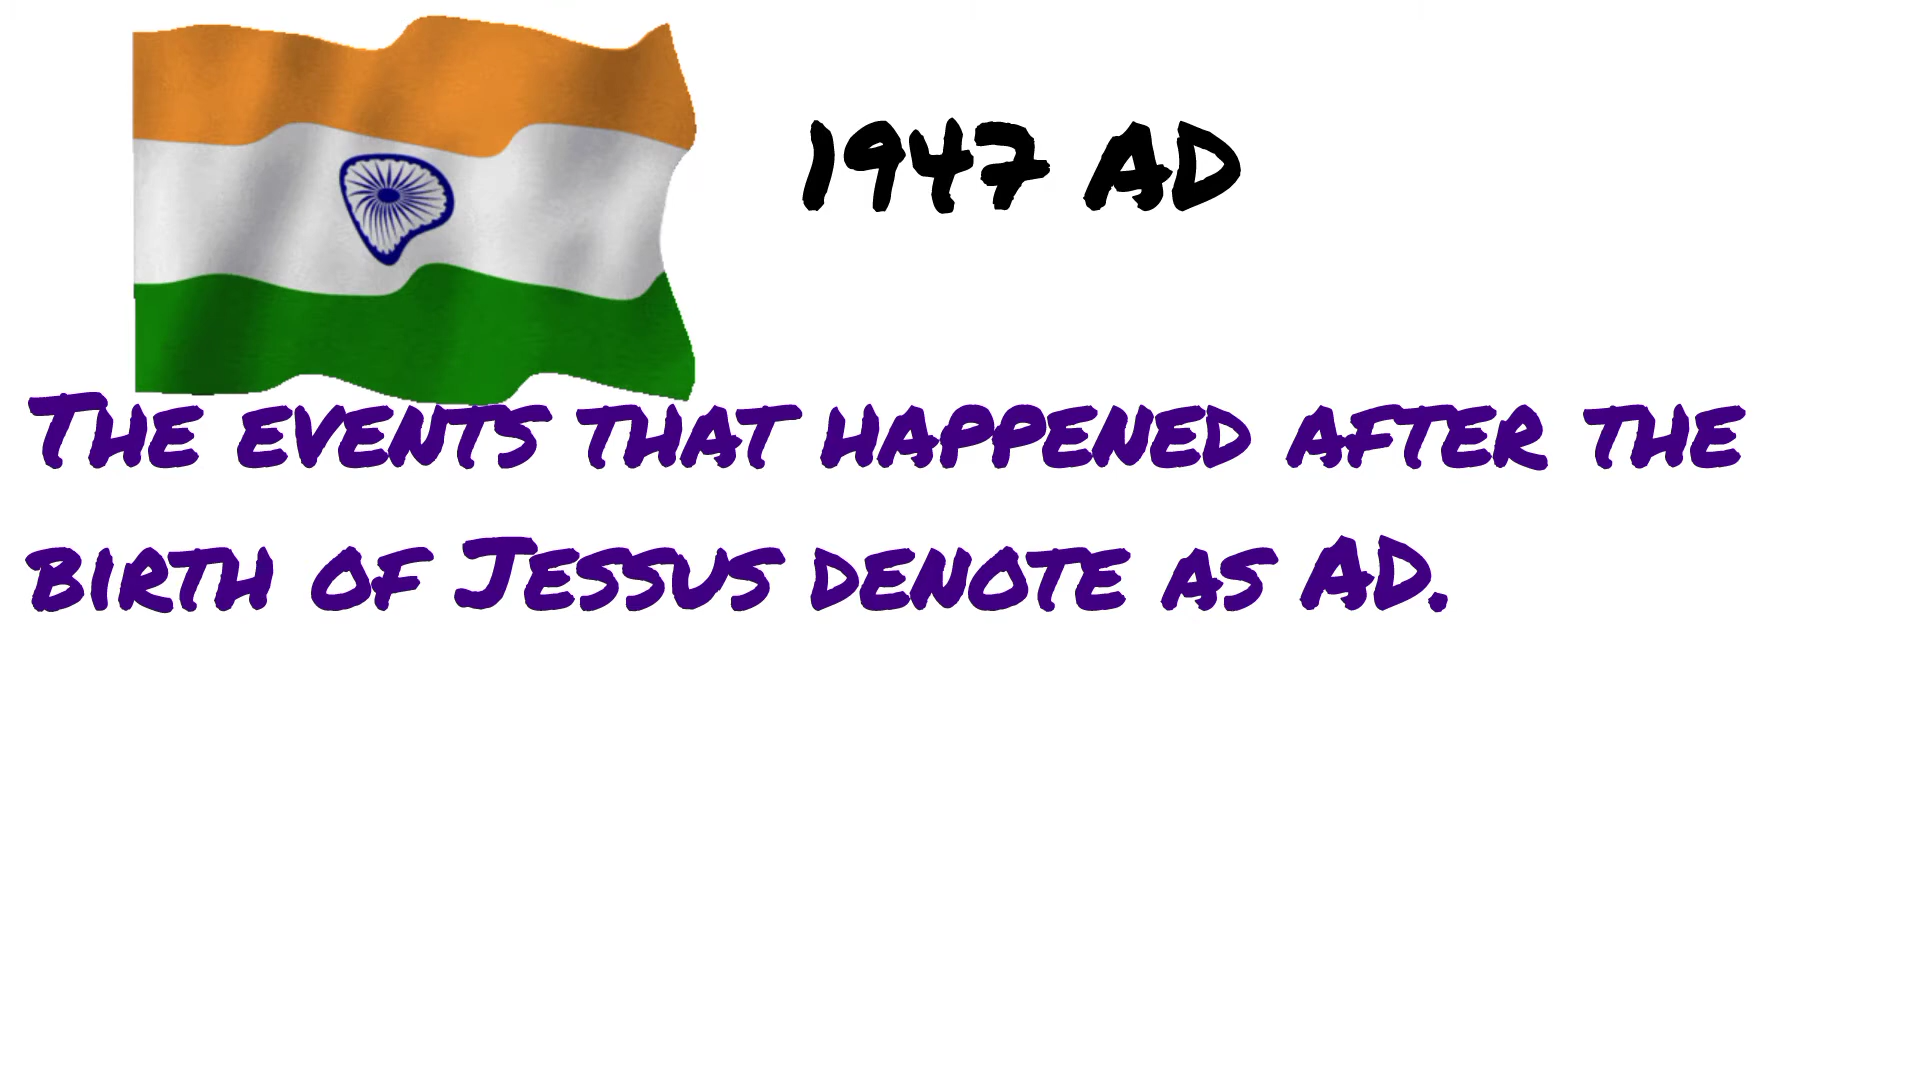 1947 AD
The events that happened after the
birth of Jessus denote as AD.